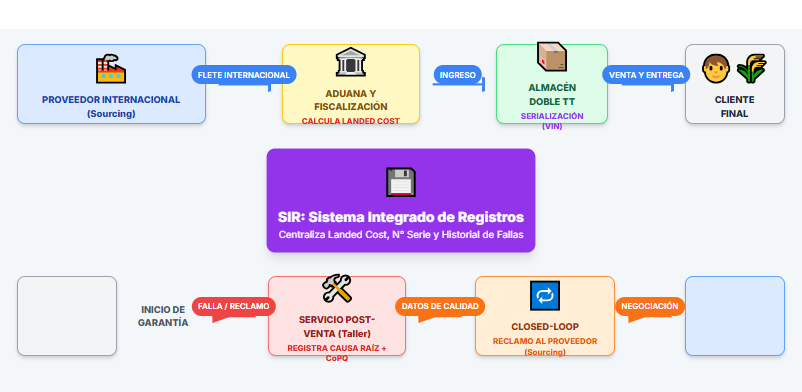 PROVEEDOR INTERNACIONAL
(Sourcing)
FLETE INTERNACIONAL
ADUANA Y
FISCALIZACIÓN
CALCULA LANDED COST
INGRESO
ALMACÉN
DOBLE TT
SERIALIZACIÓN
(VIN)
VENTA Y ENTREGA
CLIENTE
FINAL
SIR: Sistema Integrado de Registros
Centraliza Landed Cost, N° Serie y Historial de Fallas
INICIO DE
GARANTÍA
FALLA / RECLAMO
SERVICIO POST-
VENTA (Taller)
REGISTRA CAUSA RAÍZ +
CoPQ
DATOS DE CALIDAD
CLOSED-LOOP
RECLAMO AL PROVEEDOR
(Sourcing)
NEGOCIACIÓN